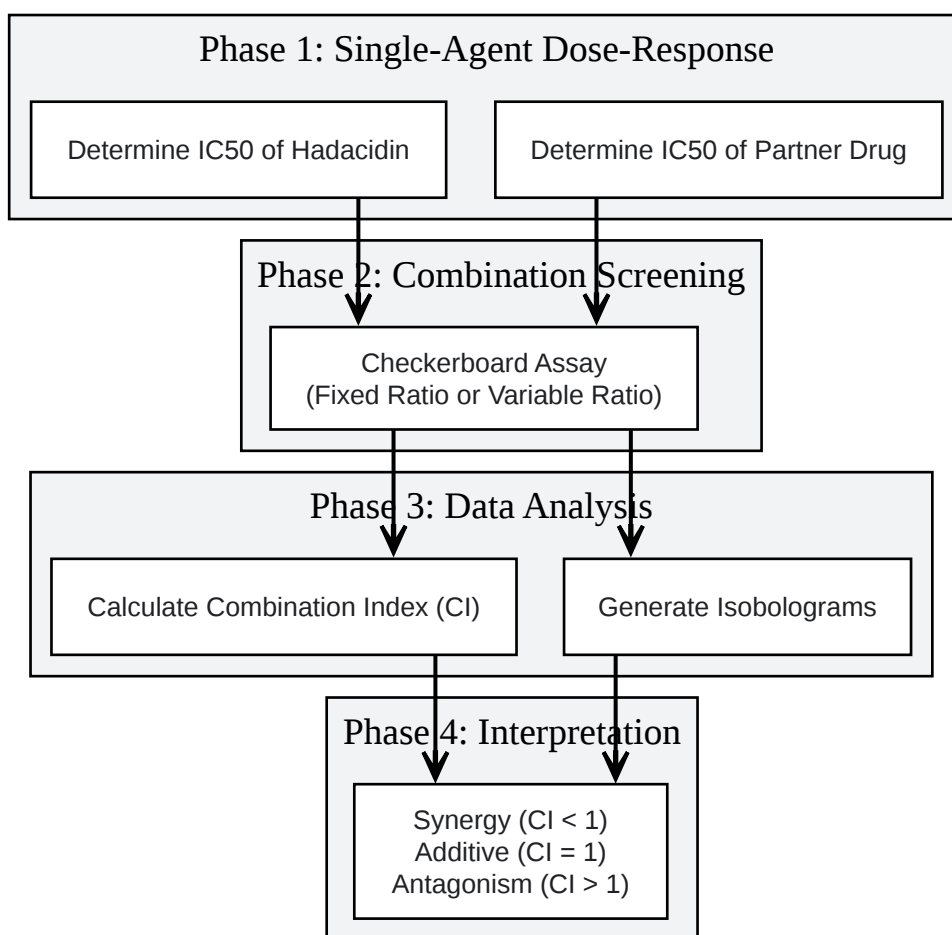 Phase 1: Single-Agent Dose-Response
Determine IC50 of Hadacidin
Determine IC50 of Partner Drug
Phase 2: Combination Screening
Checkerboard Assay
(Fixed Ratio or Variable Ratio)
Phase 3: Data Analysis
Calculate Combination Index (CI)
Generate Isobolograms
Phase 4: Interpretation
Synergy (CI < 1)
Additive (CI = 1)
Antagonism (CI > 1)